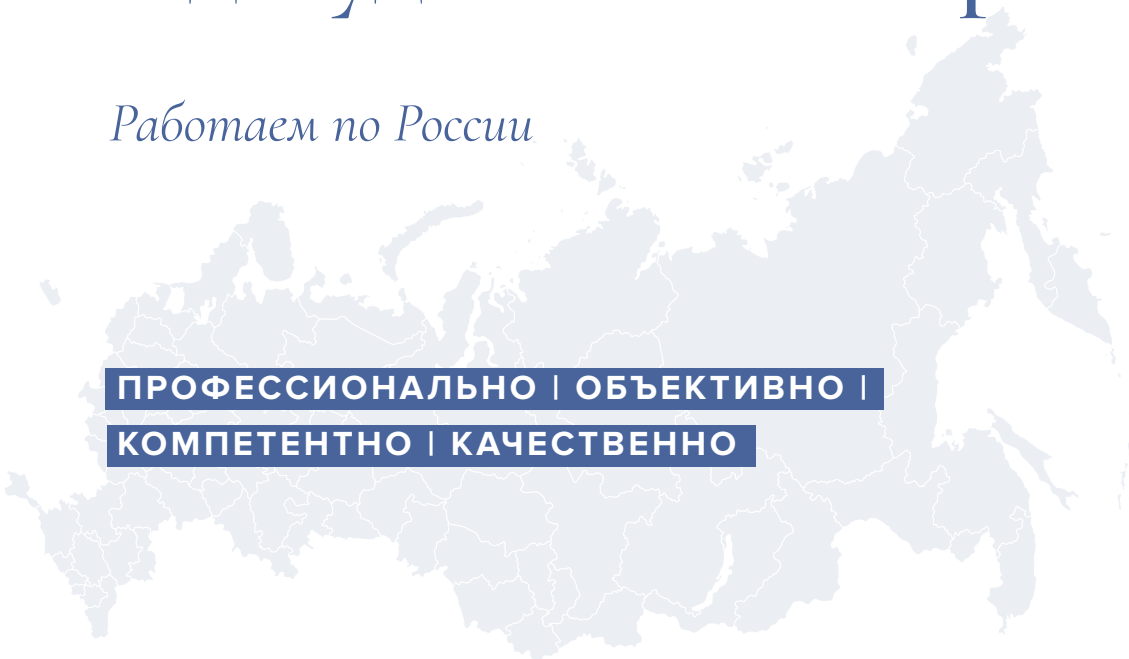 Работаем по России
ПРОФЕССИОНАЛЬНО | ОБЪЕКТИВНО |
КОМПЕТЕНТНО | КАЧЕСТВЕННО